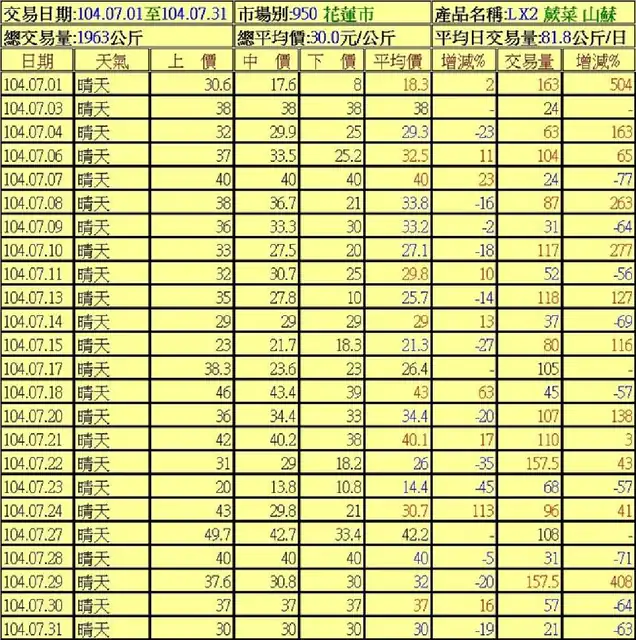 交易日期:104.07.01至104.07.31 市場別:950 花蓮市 產品名稱:LX2 蕨菜 山蘇
總交易量:1963公斤 總平均價:30.0元/公斤 平均日交易量:81.8公斤/日
日期 天氣 上 價 中 價 下 價 平均價 增減% 交易量 增減%
104.07.01 晴天 30.6 17.6 8 18.3 2 163 504
104.07.03 晴天 38 38 38 38 - 24 -
104.07.04 晴天 32 29.9 25 29.3 -23 63 163
104.07.06 晴天 37 33.5 25.2 32.5 11 104 65
104.07.07 晴天 40 40 40 40 23 24 -77
104.07.08 晴天 38 36.7 21 33.8 -16 87 263
104.07.09 晴天 36 33.3 30 33.2 -2 31 -64
104.07.10 晴天 33 27.5 20 27.1 -18 117 277
104.07.11 晴天 32 30.7 25 29.8 10 52 -56
104.07.13 晴天 35 27.8 10 25.7 -14 118 127
104.07.14 晴天 29 29 29 29 13 37 -69
104.07.15 晴天 23 21.7 18.3 21.3 -27 80 116
104.07.17 晴天 38.3 23.6 23 26.4 - 105 -
104.07.18 晴天 46 43.4 39 43 63 45 -57
104.07.20 晴天 36 34.4 33 34.4 -20 107 138
104.07.21 晴天 42 40.2 38 40.1 17 110 3
104.07.22 晴天 31 29 18.2 26 -35 157.5 43
104.07.23 晴天 20 13.8 10.8 14.4 -45 68 -57
104.07.24 晴天 43 29.8 21 30.7 113 96 41
104.07.27 晴天 49.7 42.7 33.4 42.2 - 108 -
104.07.28 晴天 40 40 40 40 -5 31 -71
104.07.29 晴天 37.6 30.8 30 32 -20 157.5 408
104.07.30 晴天 37 37 37 37 16 57 -64
104.07.31 晴天 30 30 30 30 -19 21 -63